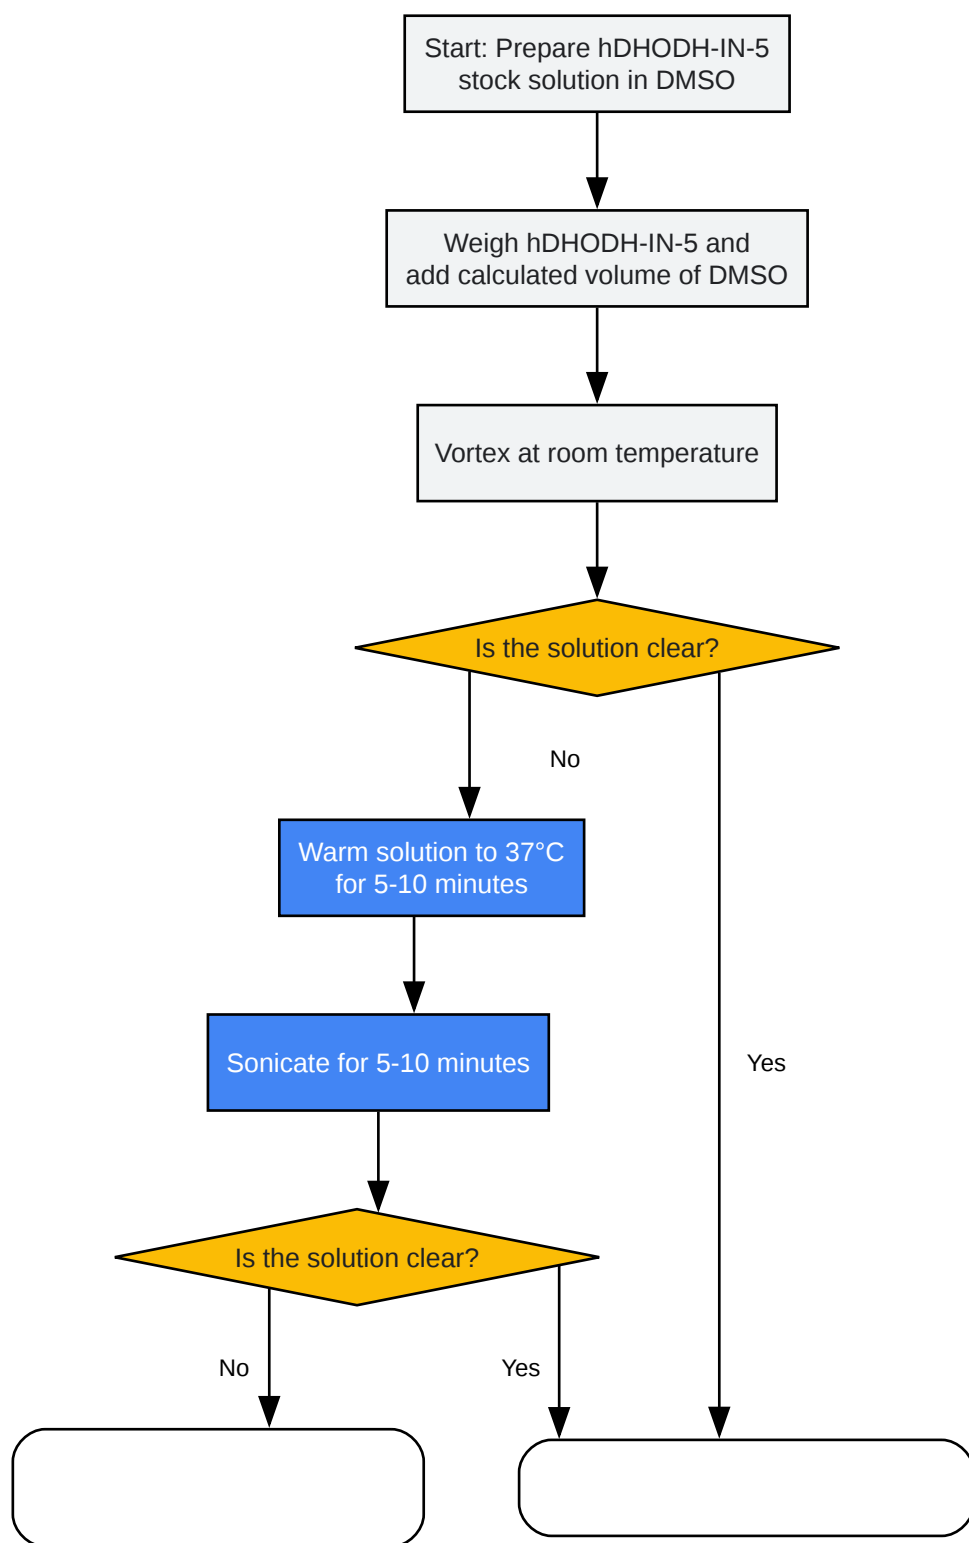 Start: Prepare hDHODH-IN-5
stock solution in DMSO
Weigh hDHODH-IN-5 and
add calculated volume of DMSO
Vortex at room temperature
Is the solution clear?
No
Warm solution to 37°C
for 5-10 minutes
Sonicate for 5-10 minutes
Yes
Is the solution clear?
No
Yes